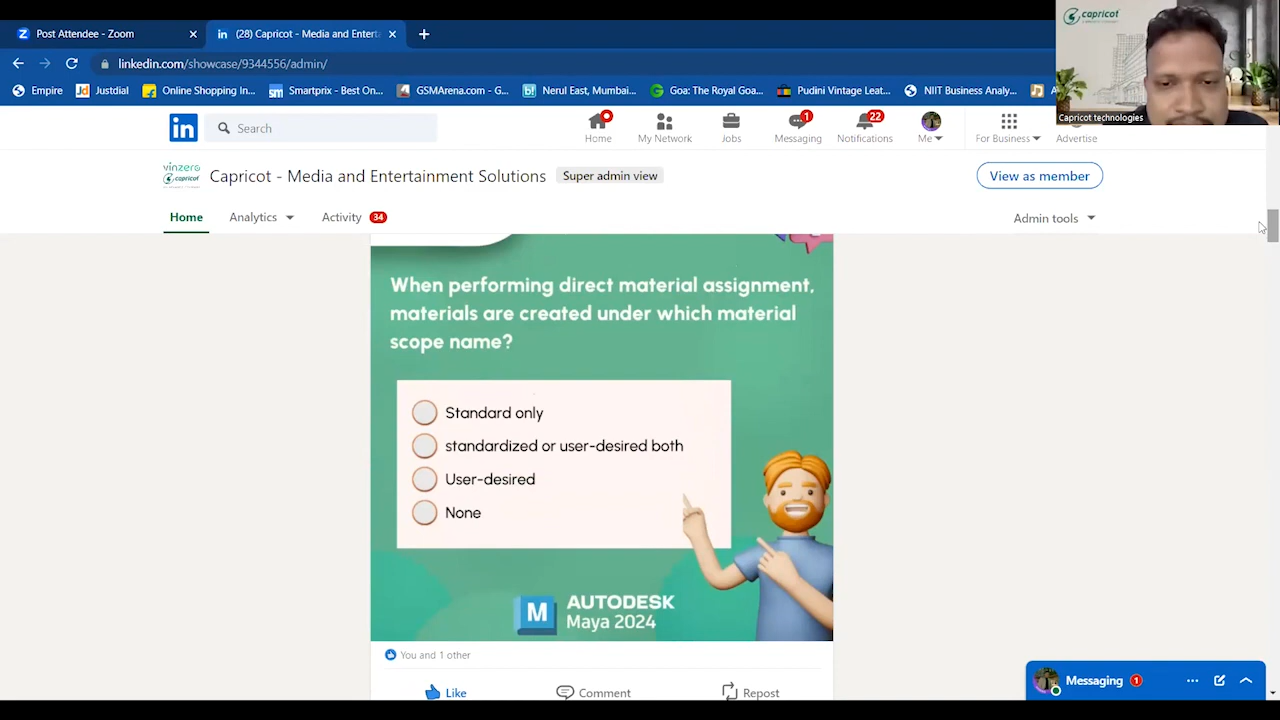 Post Attendee - Zoom
(28) Capricot - Media and Enterta
linkedin.com/showcase/9344556/admin/
Empire
Justdial
Online Shopping In...
Smartprix - Best On...
GSMArena.com - G...
Nerul East, Mumbai...
Goa: The Royal Goa...
Pudini Vintage Leat...
NIIT Business Analy...
capricot
Capricot technologies
in
Search
Home
My Network
Jobs
1
Messaging
22
Notifications
Me
For Business
Advertise
vinzero
capricot
Capricot - Media and Entertainment Solutions
Super admin view
View as member
Home
Analytics
Activity 34
Admin tools
When performing direct material assignment,
materials are created under which material
scope name?
Standard only
standardized or user-desired both
User-desired
None
M
AUTODESK
Maya 2024
You and 1 other
Like
Comment
Repost
Messaging 1